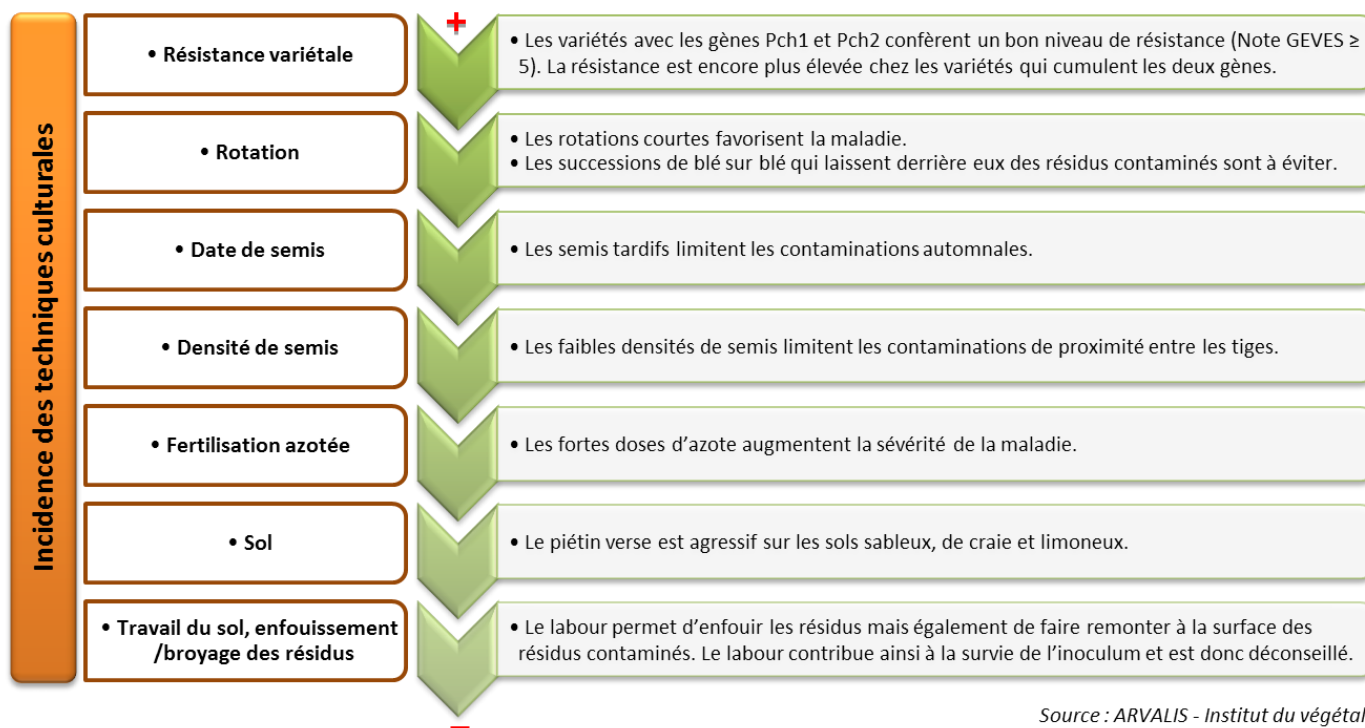 Incidence des techniques culturales
+
• Résistance variétale
• Les variétés avec les gènes Pch1 et Pch2 confèrent un bon niveau de résistance (Note GEVES ≥
5). La résistance est encore plus élevée chez les variétés qui cumulent les deux gènes.
• Rotation
• Les rotations courtes favorisent la maladie.
• Les successions de blé sur blé qui laissent derrière eux des résidus contaminés sont à éviter.
• Date de semis
• Les semis tardifs limitent les contaminations automnales.
• Densité de semis
• Les faibles densités de semis limitent les contaminations de proximité entre les tiges.
• Fertilisation azotée
• Les fortes doses d’azote augmentent la sévérité de la maladie.
• Sol
• Le piétin verse est agressif sur les sols sableux, de craie et limoneux.
• Travail du sol, enfouissement
/broyage des résidus
• Le labour permet d’enfouir les résidus mais également de faire remonter à la surface des
résidus contaminés. Le labour contribue ainsi à la survie de l’inoculum et est donc déconseillé.
–
Source : ARVALIS - Institut du végétal